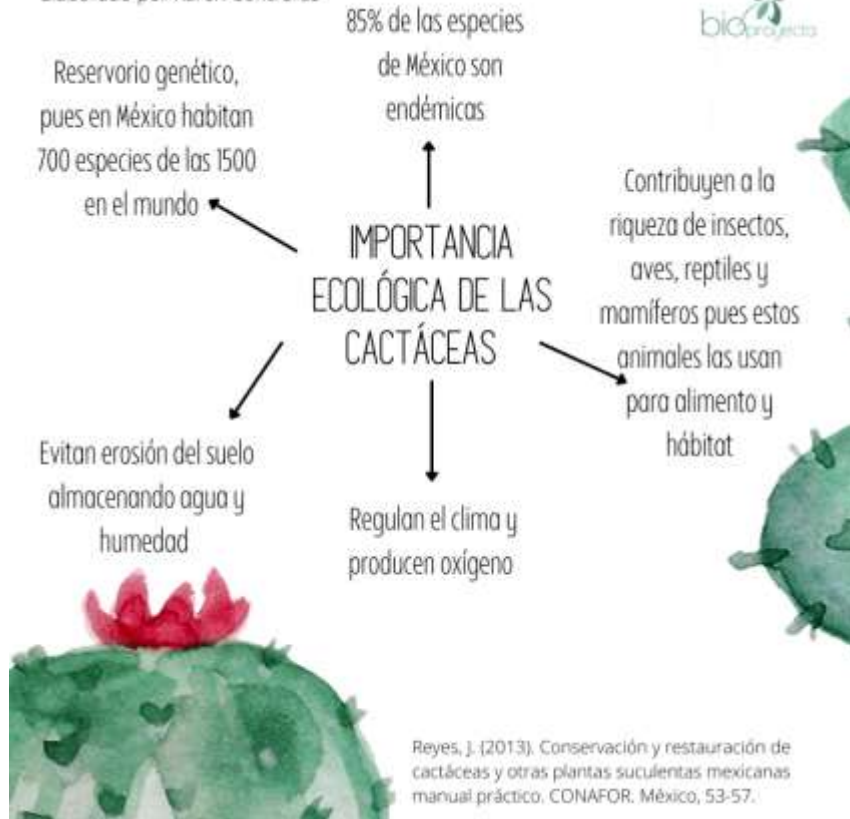 85% de las especies
de México son
endémicas
bioproyecta
Reservorio genético,
pues en México habitan
700 especies de las 1500
en el mundo
Contribuyen a la
riqueza de insectos,
aves, reptiles y
mamíferos pues estos
animales las usan
para alimento y
hábitat
IMPORTANCIA
ECOLÓGICA DE LAS
CACTÁCEAS
Evitan erosión del suelo
almacenando agua y
humedad
Regulan el clima y
producen oxígeno
Reyes, J. (2013). Conservación y restauración de
cactáceas y otras plantas suculentas mexicanas
manual práctico. CONAFOR. México, 53-57.